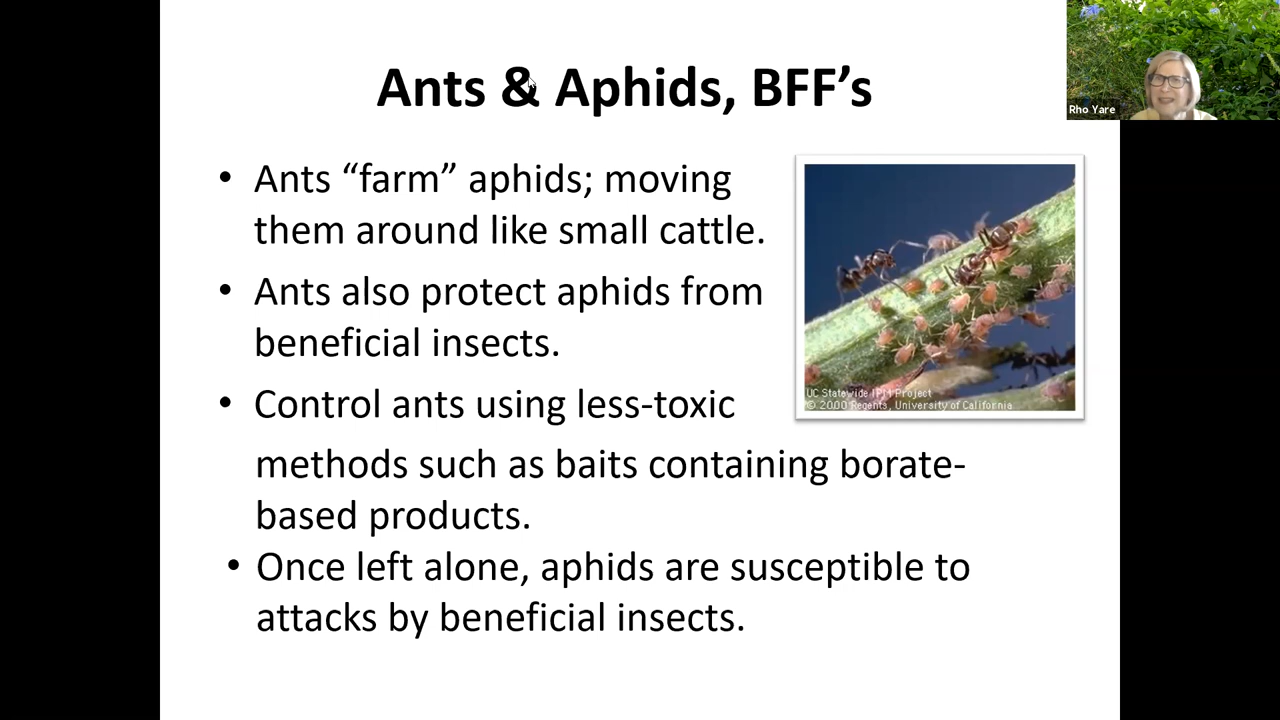 Ants & Aphids, BFF’s
Rho Yare
• Ants “farm” aphids; moving
them around like small cattle.
• Ants also protect aphids from
beneficial insects.
• Control ants using less-toxic
methods such as baits containing borate-
based products.
• Once left alone, aphids are susceptible to
attacks by beneficial insects.
UC Statewide IPM Project
© 2000 Regents, University of California